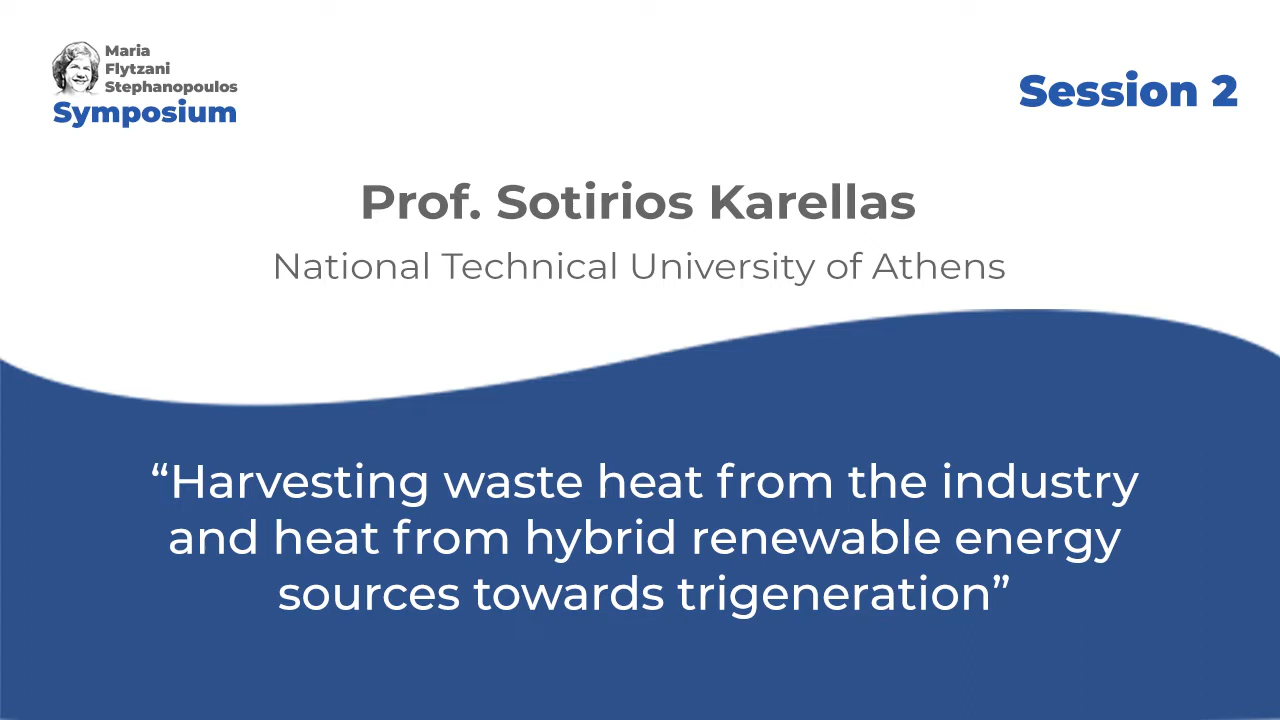 Maria
Flytzani
Stephanopoulos
Symposium
Session 2
Prof. Sotirios Karellas
National Technical University of Athens
“Harvesting waste heat from the industry
and heat from hybrid renewable energy
sources towards trigeneration”